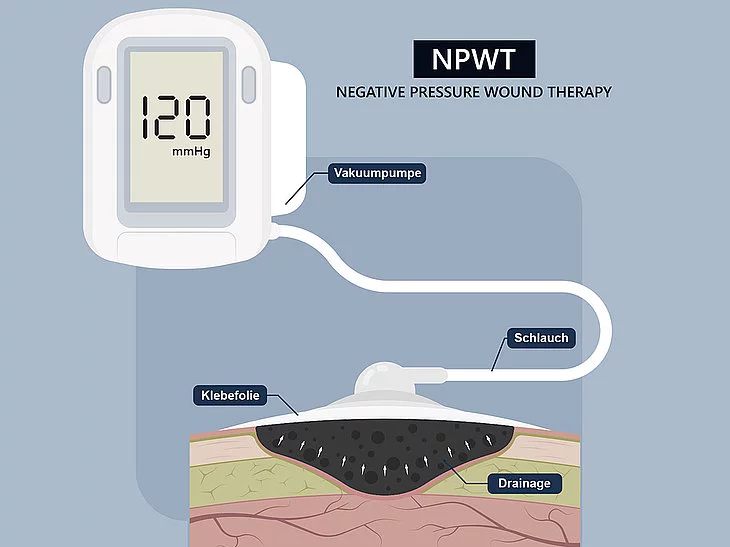 NPWT
NEGATIVE PRESSURE WOUND THERAPY
120
mmHg
Vakuumpumpe
Schlauch
Klebefolie
Drainage